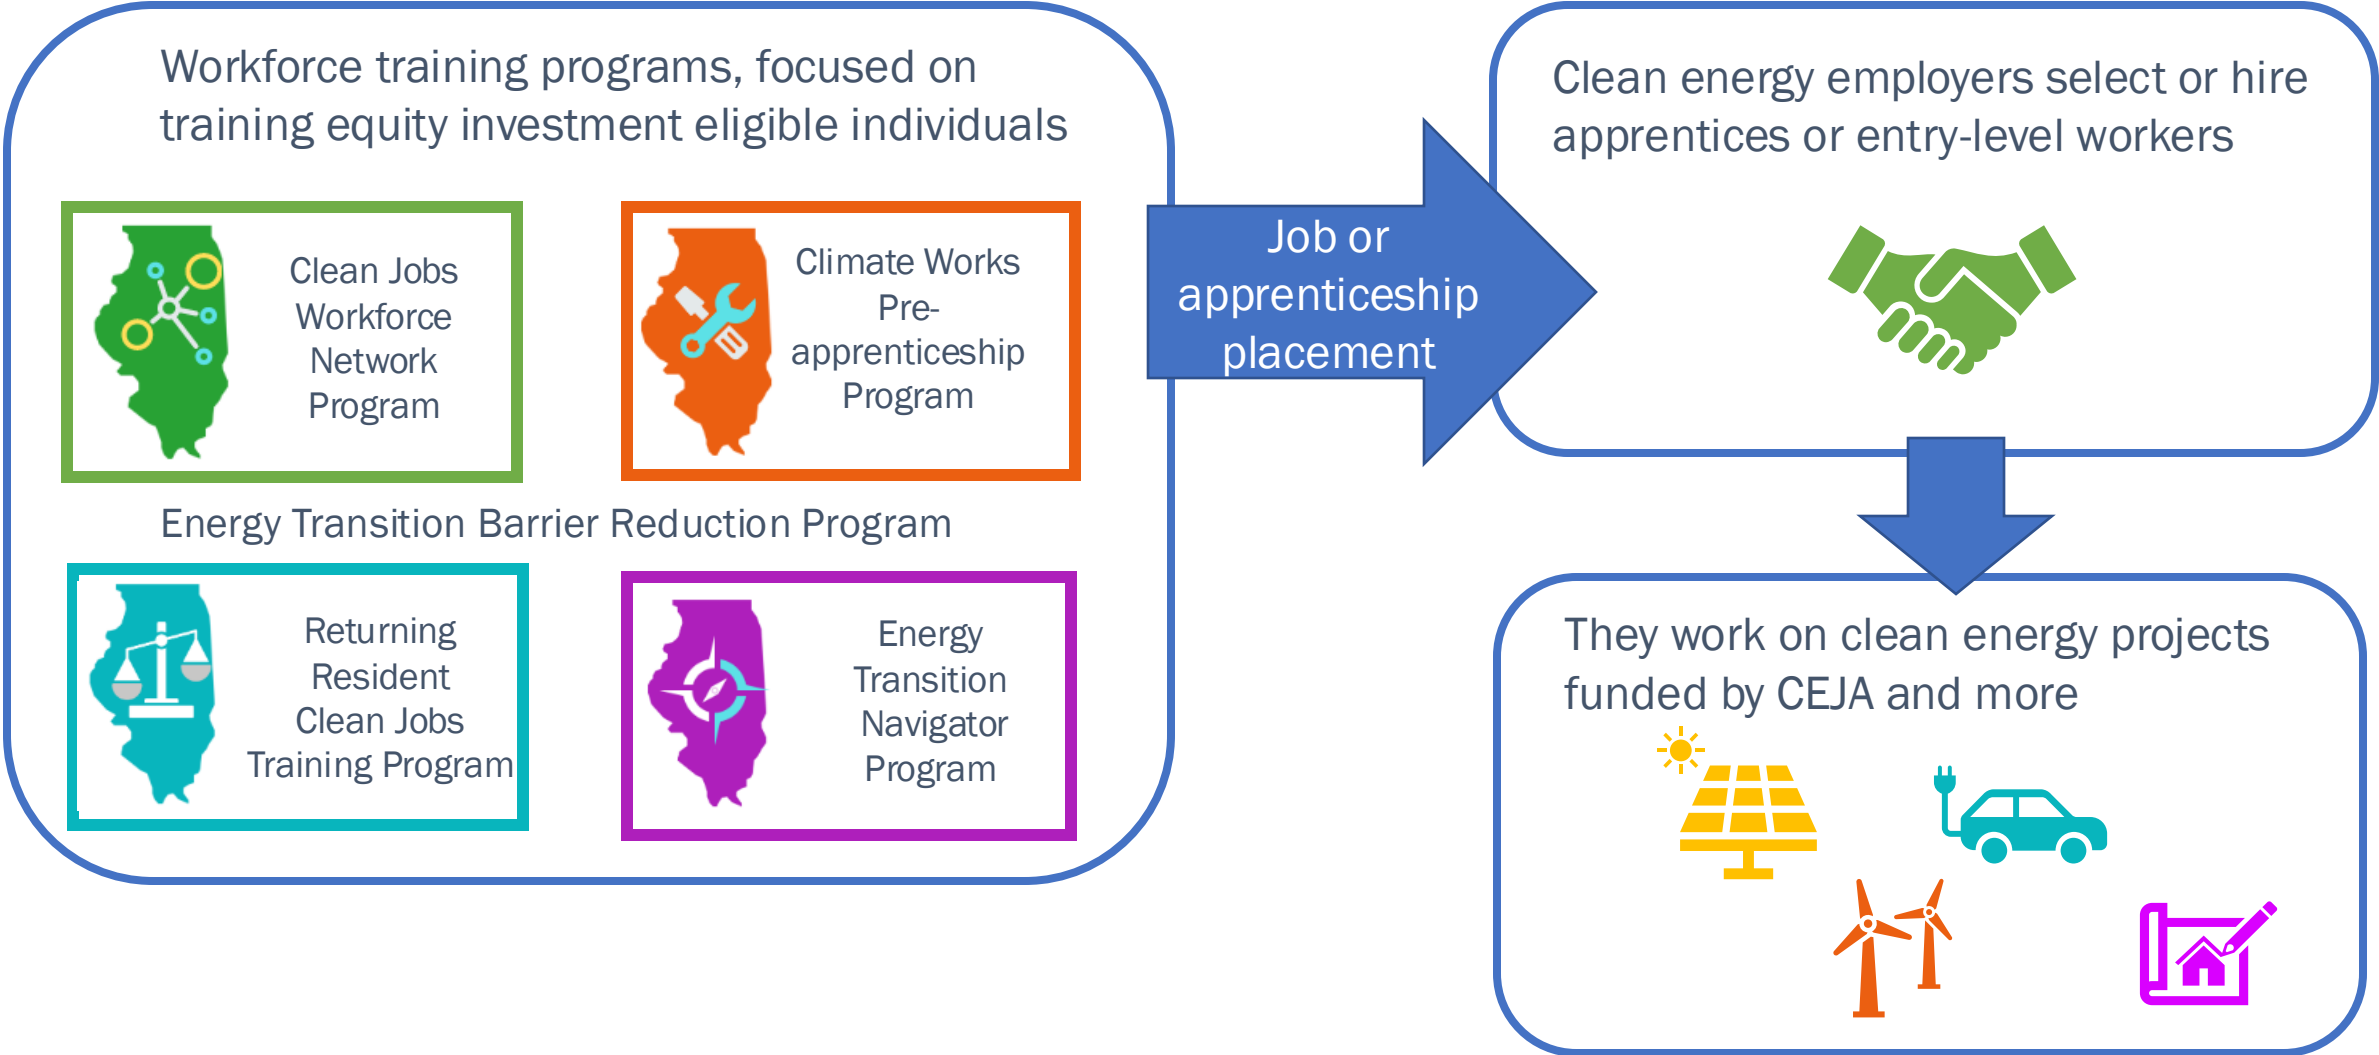 Workforce training programs, focused on
training equity investment eligible individuals
Clean Jobs
Workforce
Network
Program
Climate Works
Pre-
apprenticeship
Program
Energy Transition Barrier Reduction Program
Returning
Resident
Clean Jobs
Training Program
Energy
Transition
Navigator
Program
Job or
apprenticeship
placement
Clean energy employers select or hire
apprentices or entry-level workers
They work on clean energy projects
funded by CEJA and more